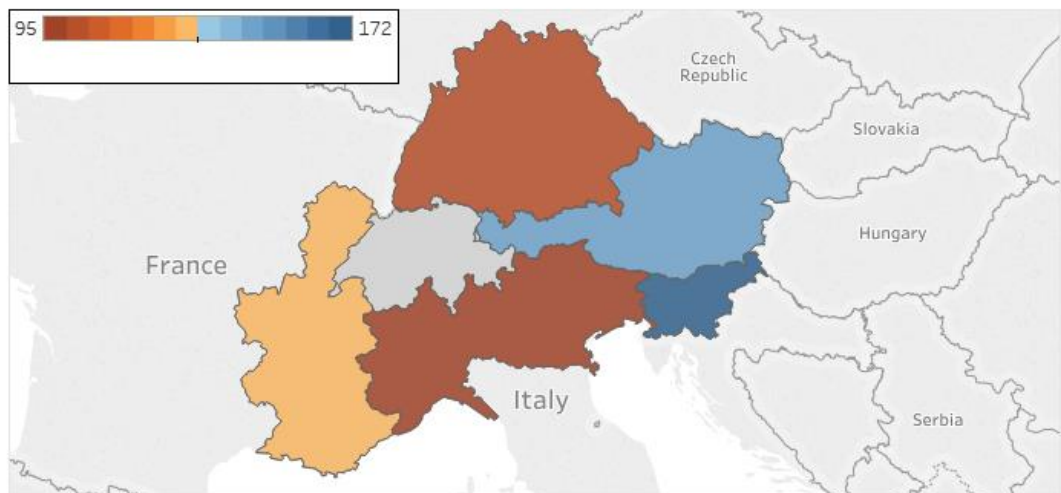 95
172
Czech
Republic
Slovakia
France
Hungary
Italy
Serbia